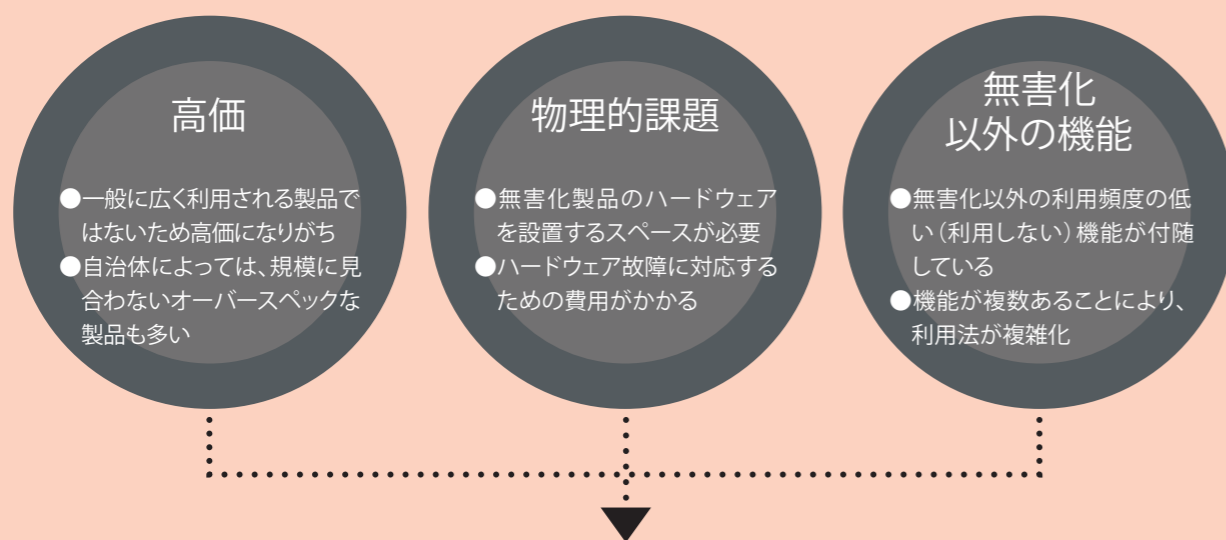 高価
●一般に広く利用される製品で
はないため高価になりがち
●自治体によっては、規模に見
合わないオーバースペックな
製品も多い
物理的課題
●無害化製品のハードウェア
を設置するスペースが必要
●ハードウェア故障に対応する
ための費用がかかる
無害化
以外の機能
●無害化以外の利用頻度の低
い（利用しない）機能が付随
している
●機能が複数あることにより、
利用法が複雑化